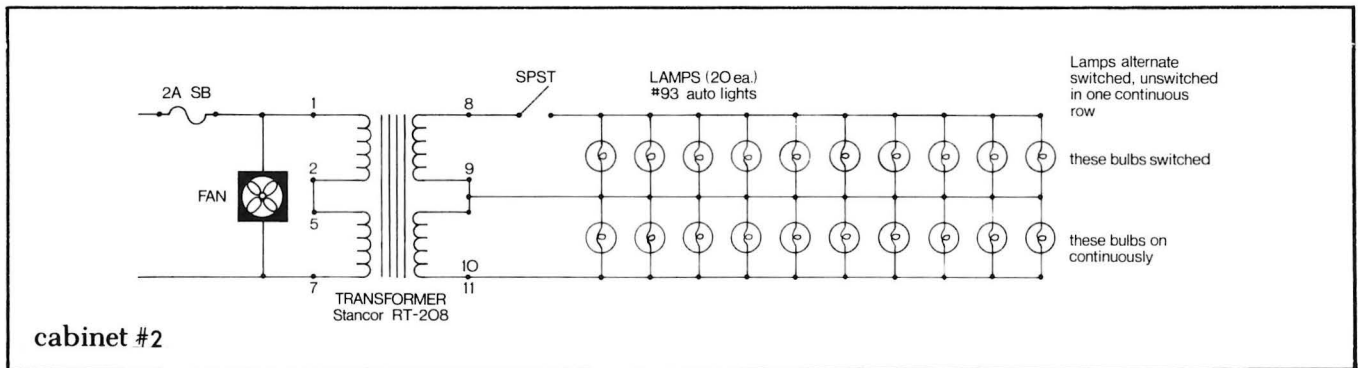 2A SB
1
8
SPST
LAMPS (20 ea.)
#93 auto lights
Lamps alternate
switched, unswitched
in one continuous
row
2
9
these bulbs switched
FAN
5
these bulbs on
continuously
7
10
11
TRANSFORMER
Stancor RT-208
cabinet #2